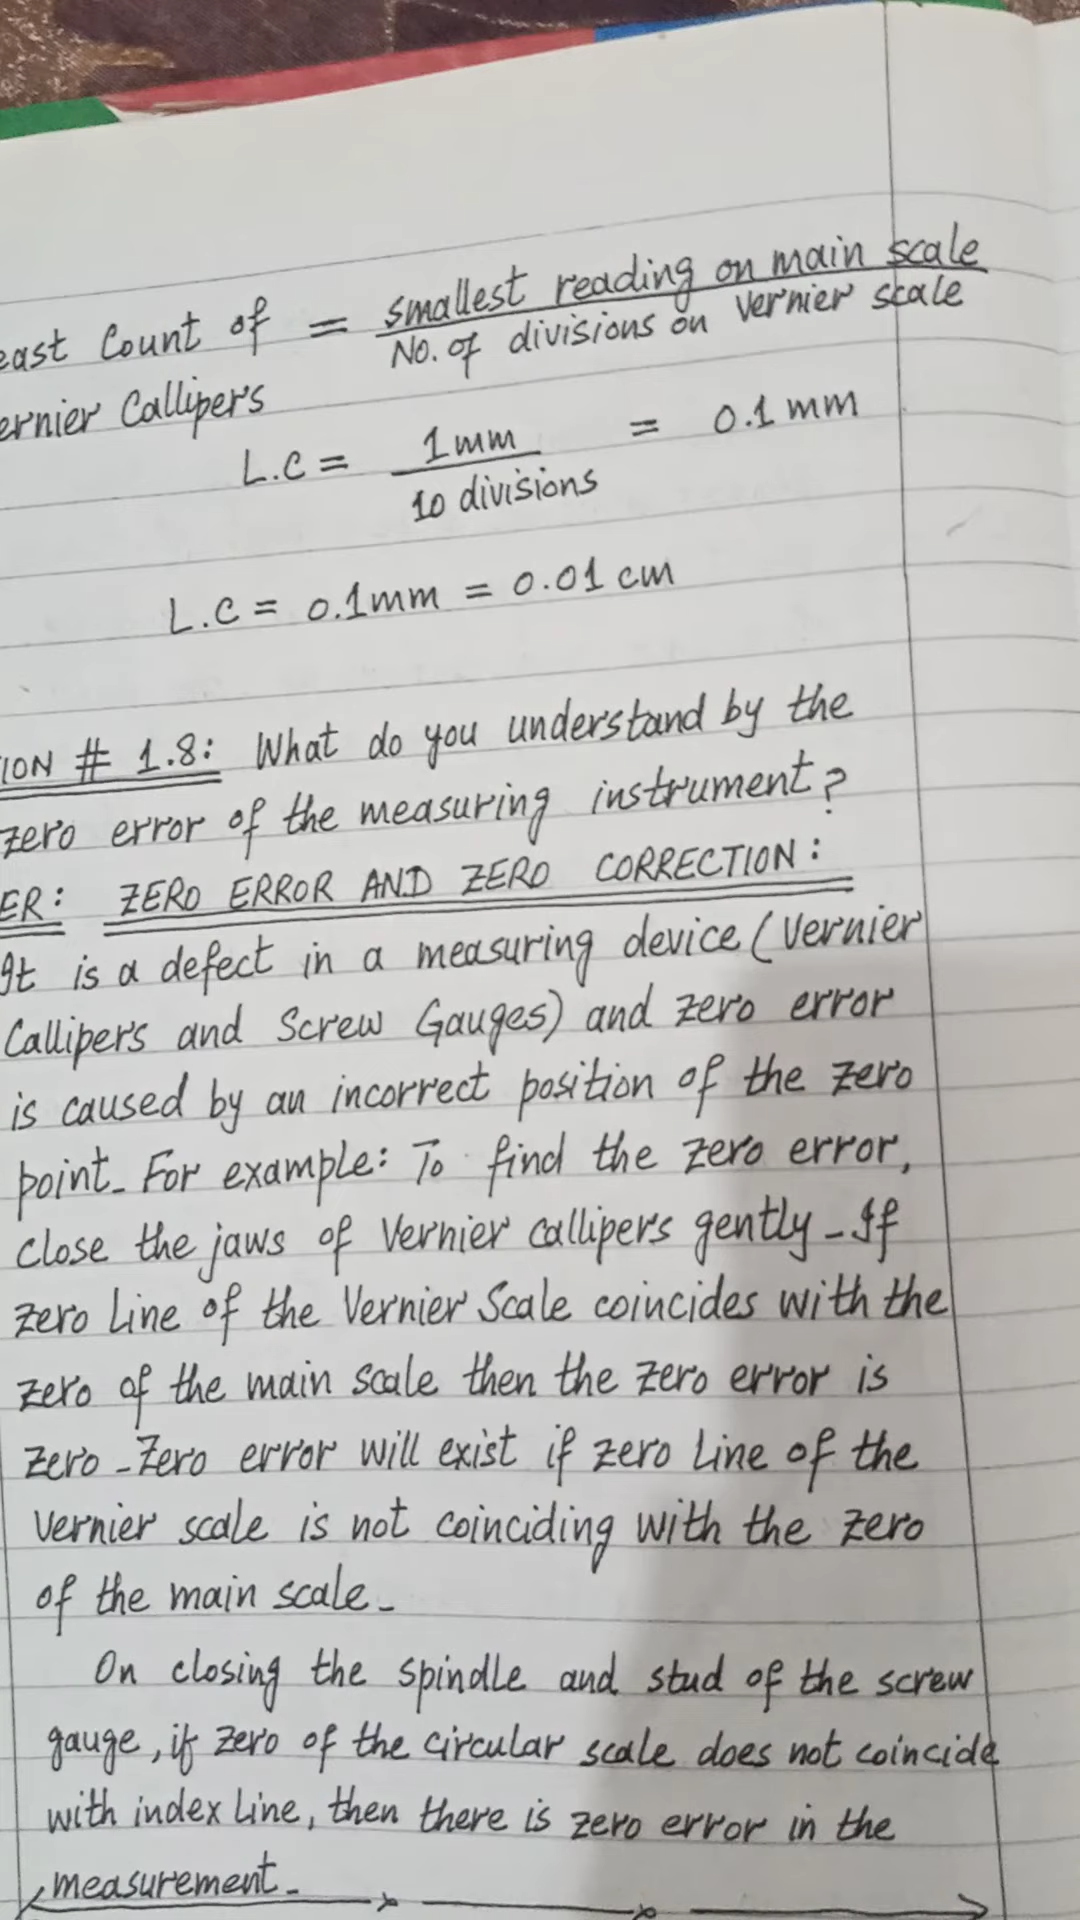 east Count of = smallest reading on main scale
No. of divisions on Vernier scale
ernier Callipers
L.C = 1mm = 0.1 mm
10 divisions
L.C = 0.1mm = 0.01 cm
ION # 1.8: What do you understand by the
zero error of the measuring instrument?
ER: ZERO ERROR AND ZERO CORRECTION:
It is a defect in a measuring device (Vernier
Callipers and Screw Gauges) and zero error
is caused by an incorrect position of the zero
point. For example: To find the zero error,
close the jaws of Vernier callipers gently. If
zero line of the Vernier Scale coincides with the
zero of the main scale then the zero error is
zero. Zero error will exist if zero line of the
Vernier scale is not coinciding with the zero
of the main scale.
On closing the spindle and stud of the screw
gauge, if zero of the circular scale does not coincide
with index line, then there is zero error in the
measurement.